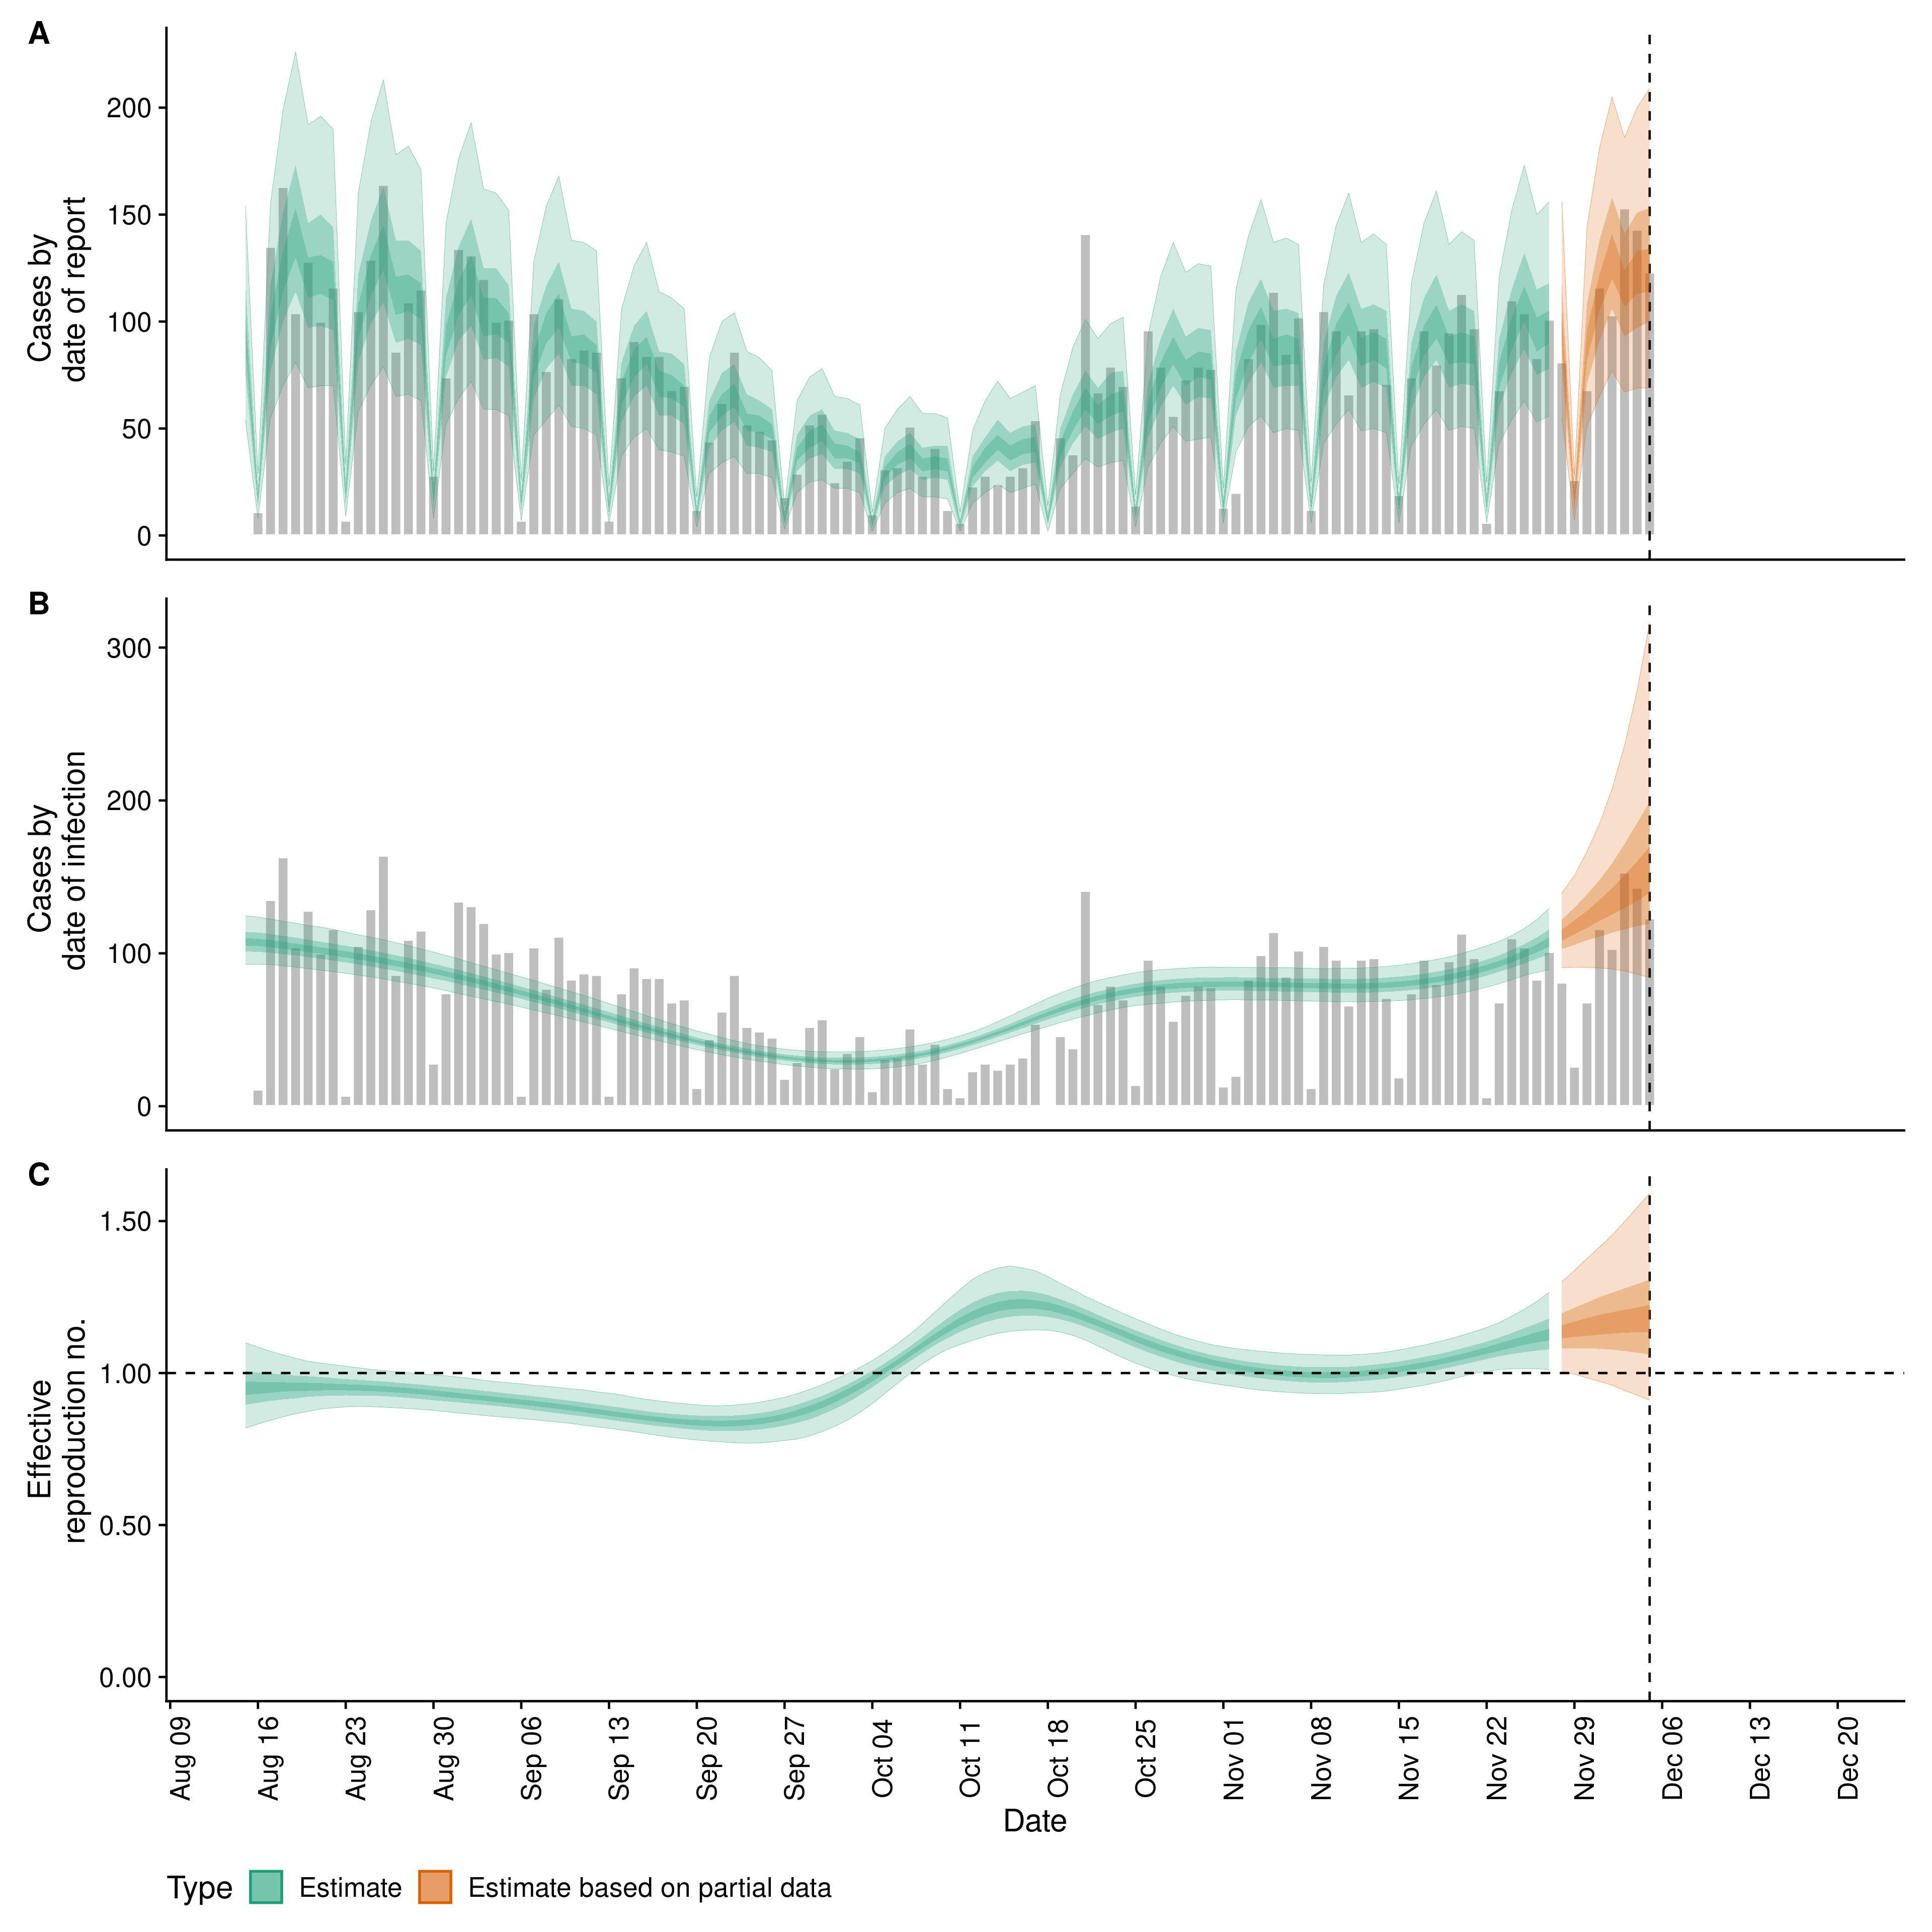 A
Cases by
date of report
200
150
100
50
0
B
Cases by
date of infection
300
200
100
0
C
Effective
reproduction no.
1.50
1.00
0.50
0.00
Aug 09
Aug 16
Aug 23
Aug 30
Sep 06
Sep 13
Sep 20
Sep 27
Oct 04
Oct 11
Oct 18
Oct 25
Nov 01
Nov 08
Nov 15
Nov 22
Nov 29
Dec 06
Dec 13
Dec 20
Date
Type Estimate Estimate based on partial data